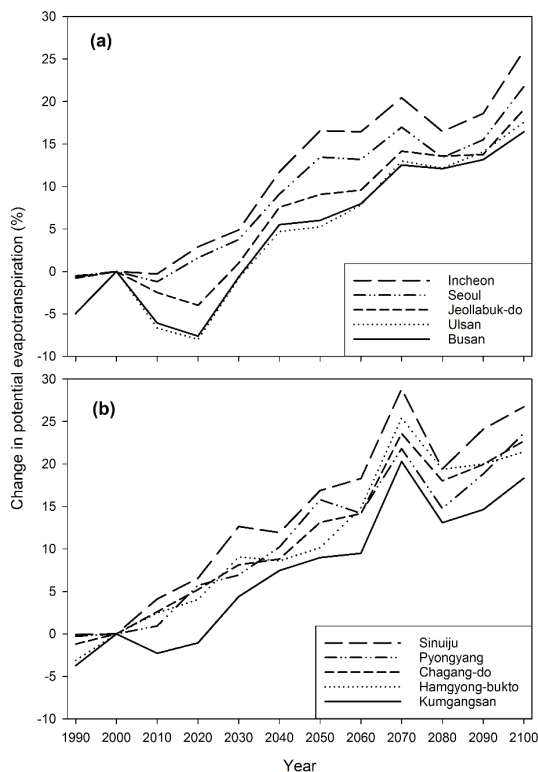 Change in potential evapotranspiration (%)
30
25
20
15
10
5
0
-5
-10
(a)
Incheon
Seoul
Jeollabuk-do
Ulsan
Busan
30
25
20
15
10
5
0
-5
-10
(b)
Sinuiju
Pyongyang
Chagang-do
Hamgyong-bukto
Kumgangsan
1990 2000 2010 2020 2030 2040 2050 2060 2070 2080 2090 2100
Year